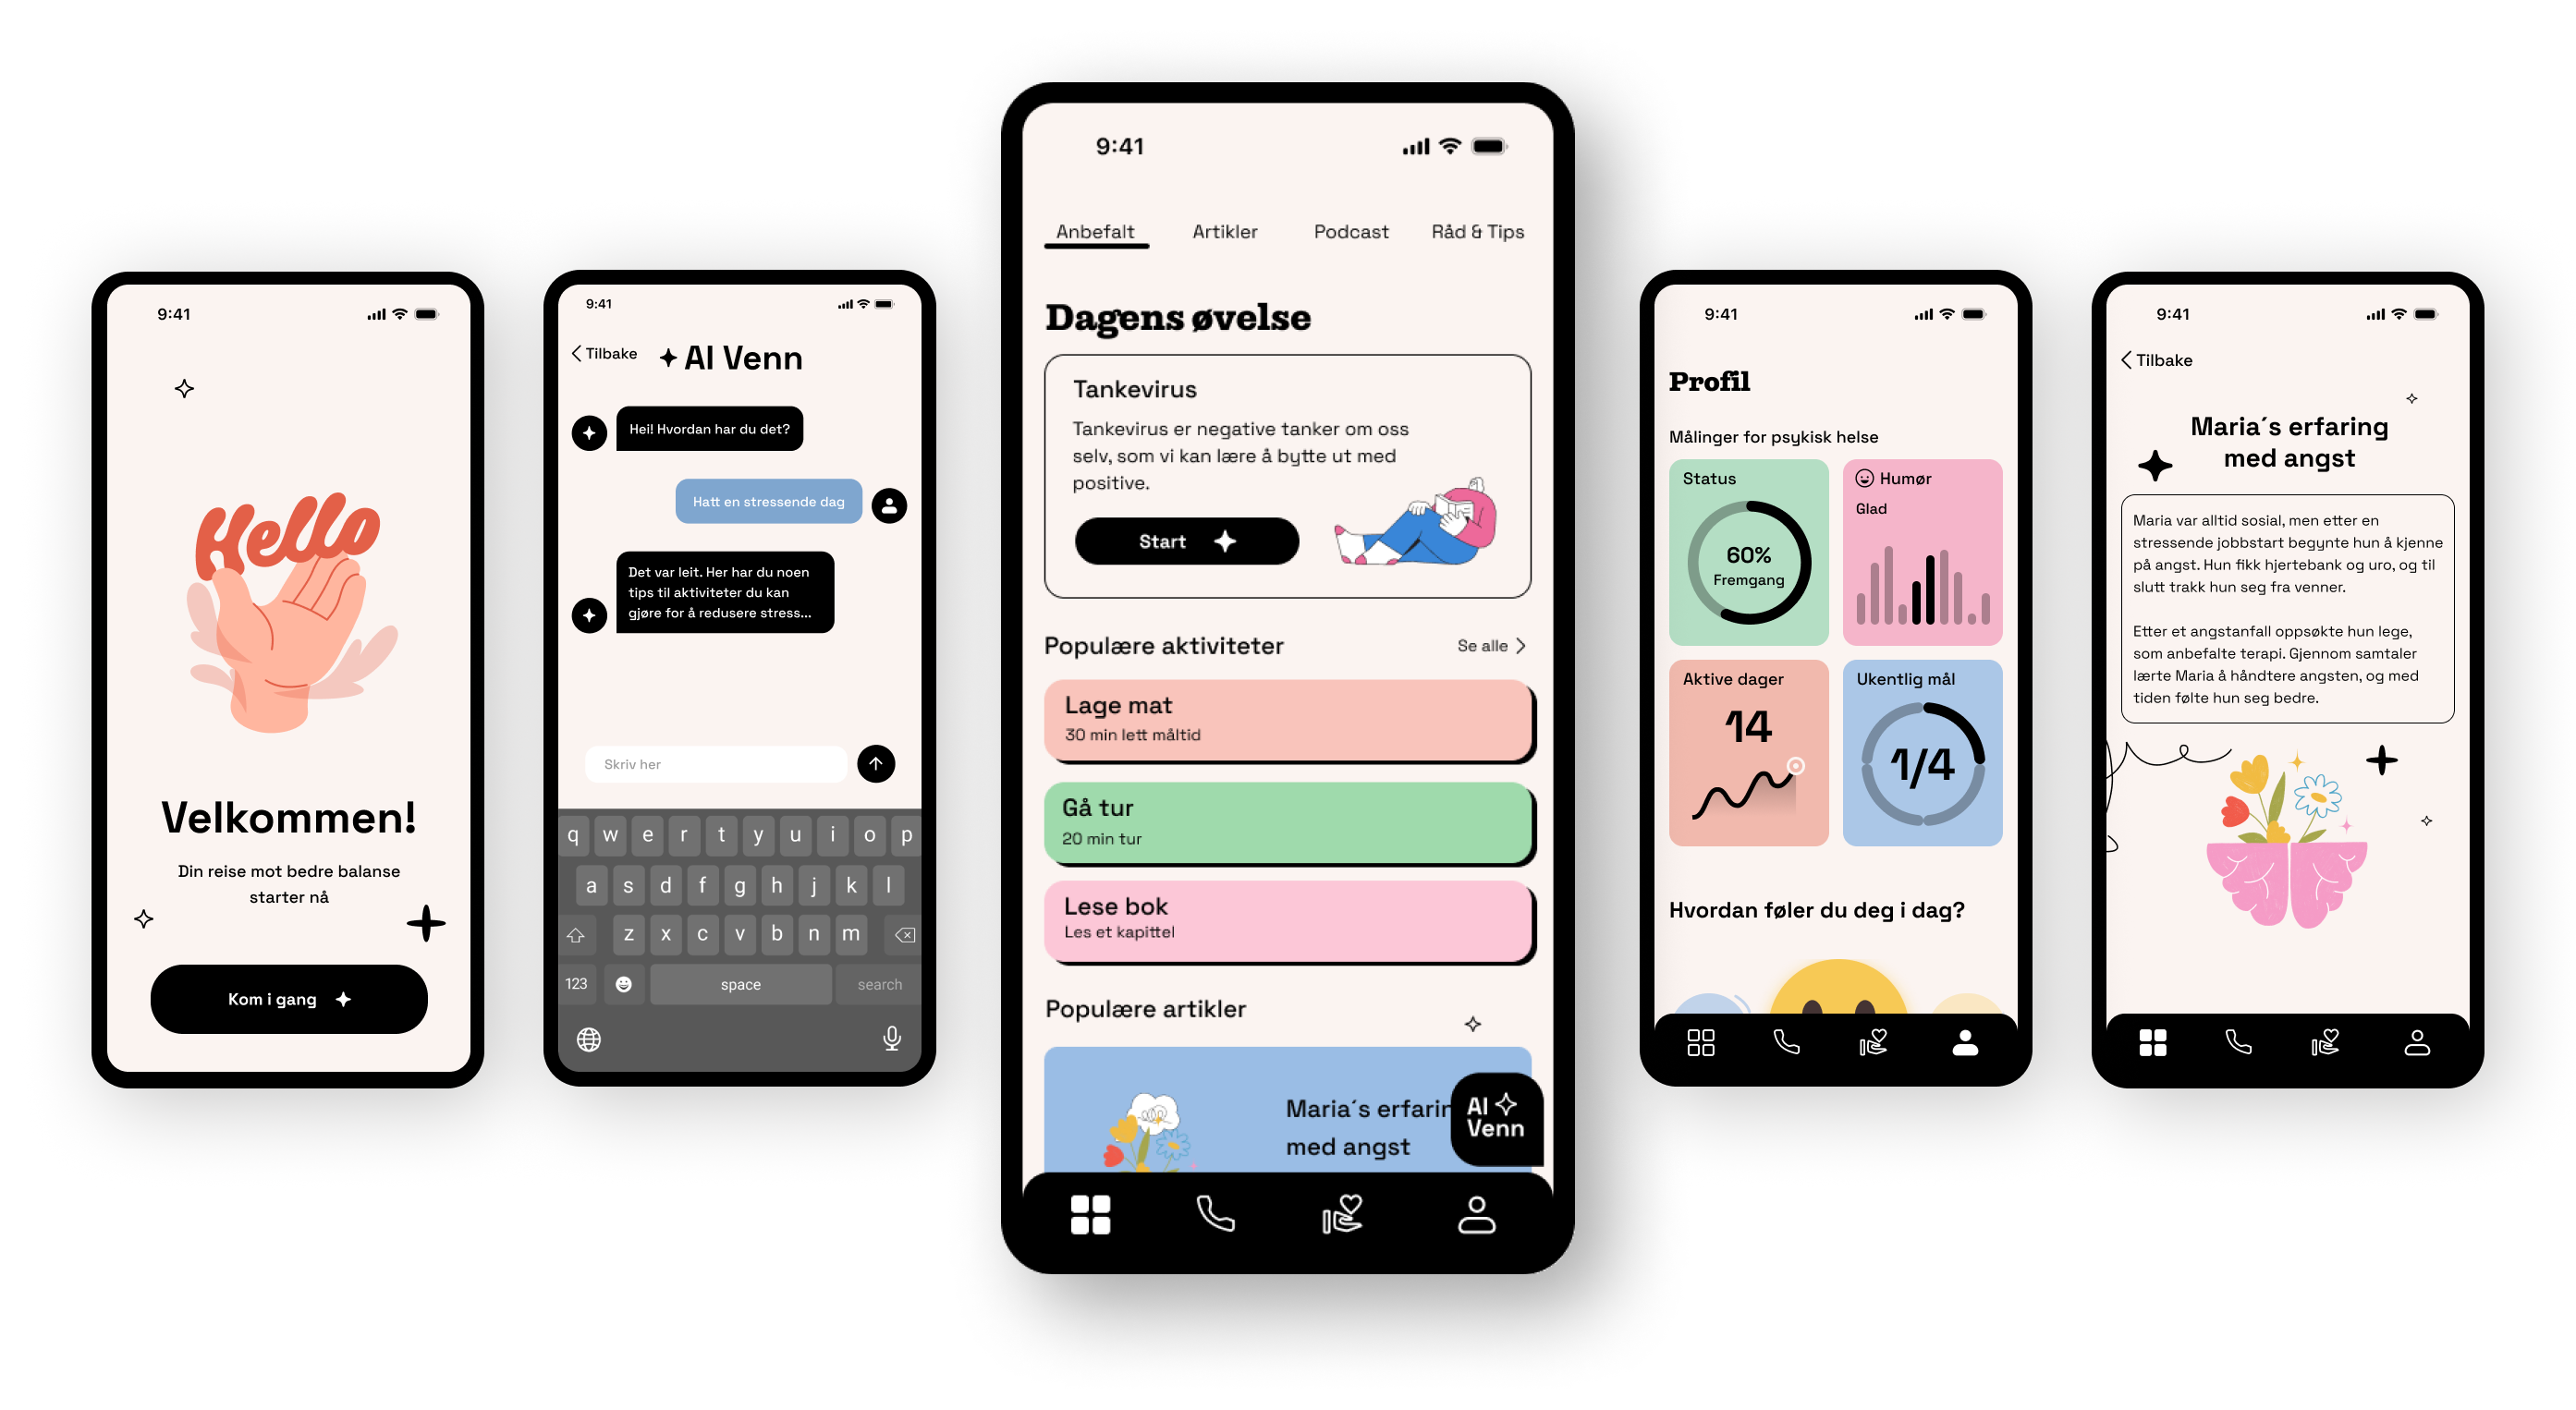 9:41
Hello
Velkommen!
Din reise mot bedre balanse
starter nå
Kom i gang
9:41
Tilbake
AI Venn
Hei! Hvordan har du det?
Hatt en stressende dag
Det var leit. Her har du noen
tips til aktiviteter du kan
gjøre for å redusere stress...
Skriv her
q w e r t y u i o p
a s d f g h j k l
z x c v b n m
123 space search
9:41
Anbefalt Artikler Podcast Råd & Tips
Dagens øvelse
Tankevirus
Tankevirus er negative tanker om oss
selv, som vi kan lære å bytte ut med
positive.
Start
Populære aktiviteter Se alle
Lage mat
30 min lett måltid
Gå tur
20 min tur
Lese bok
Les et kapittel
Populære artikler
Maria´s erfarin
med angst
AI
Venn
9:41
Profil
Målinger for psykisk helse
Status
60%
Fremgang
Humør
Glad
Aktive dager
14
Ukentlig mål
1/4
Hvordan føler du deg i dag?
9:41
Tilbake
Maria´s erfaring
med angst
Maria var alltid sosial, men etter en
stressende jobbstart begynte hun å kjenne
på angst. Hun fikk hjertebank og uro, og til
slutt trakk hun seg fra venner.
Etter et angstanfall oppsøkte hun lege,
som anbefalte terapi. Gjennom samtaler
lærte Maria å håndtere angsten, og med
tiden følte hun seg bedre.